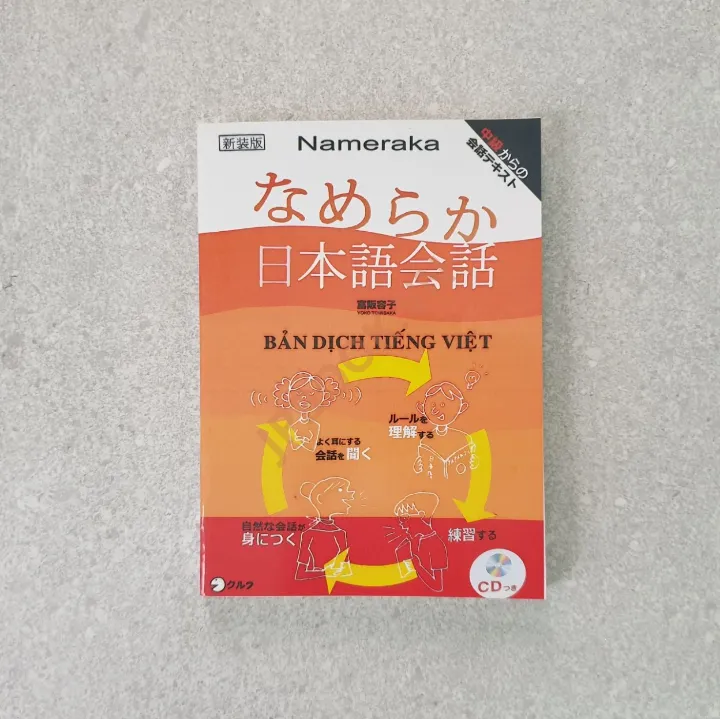 新装版
Nameraka
中級からの
会話テキスト
なめらか
日本語会話
富阪容子
YOKO TOMISAKA
BẢN DỊCH TIẾNG VIỆT
よく耳にする
会話を 聞く
ルールを
理解する
日本語
自然な会話が
身につく
練習する
CDつき